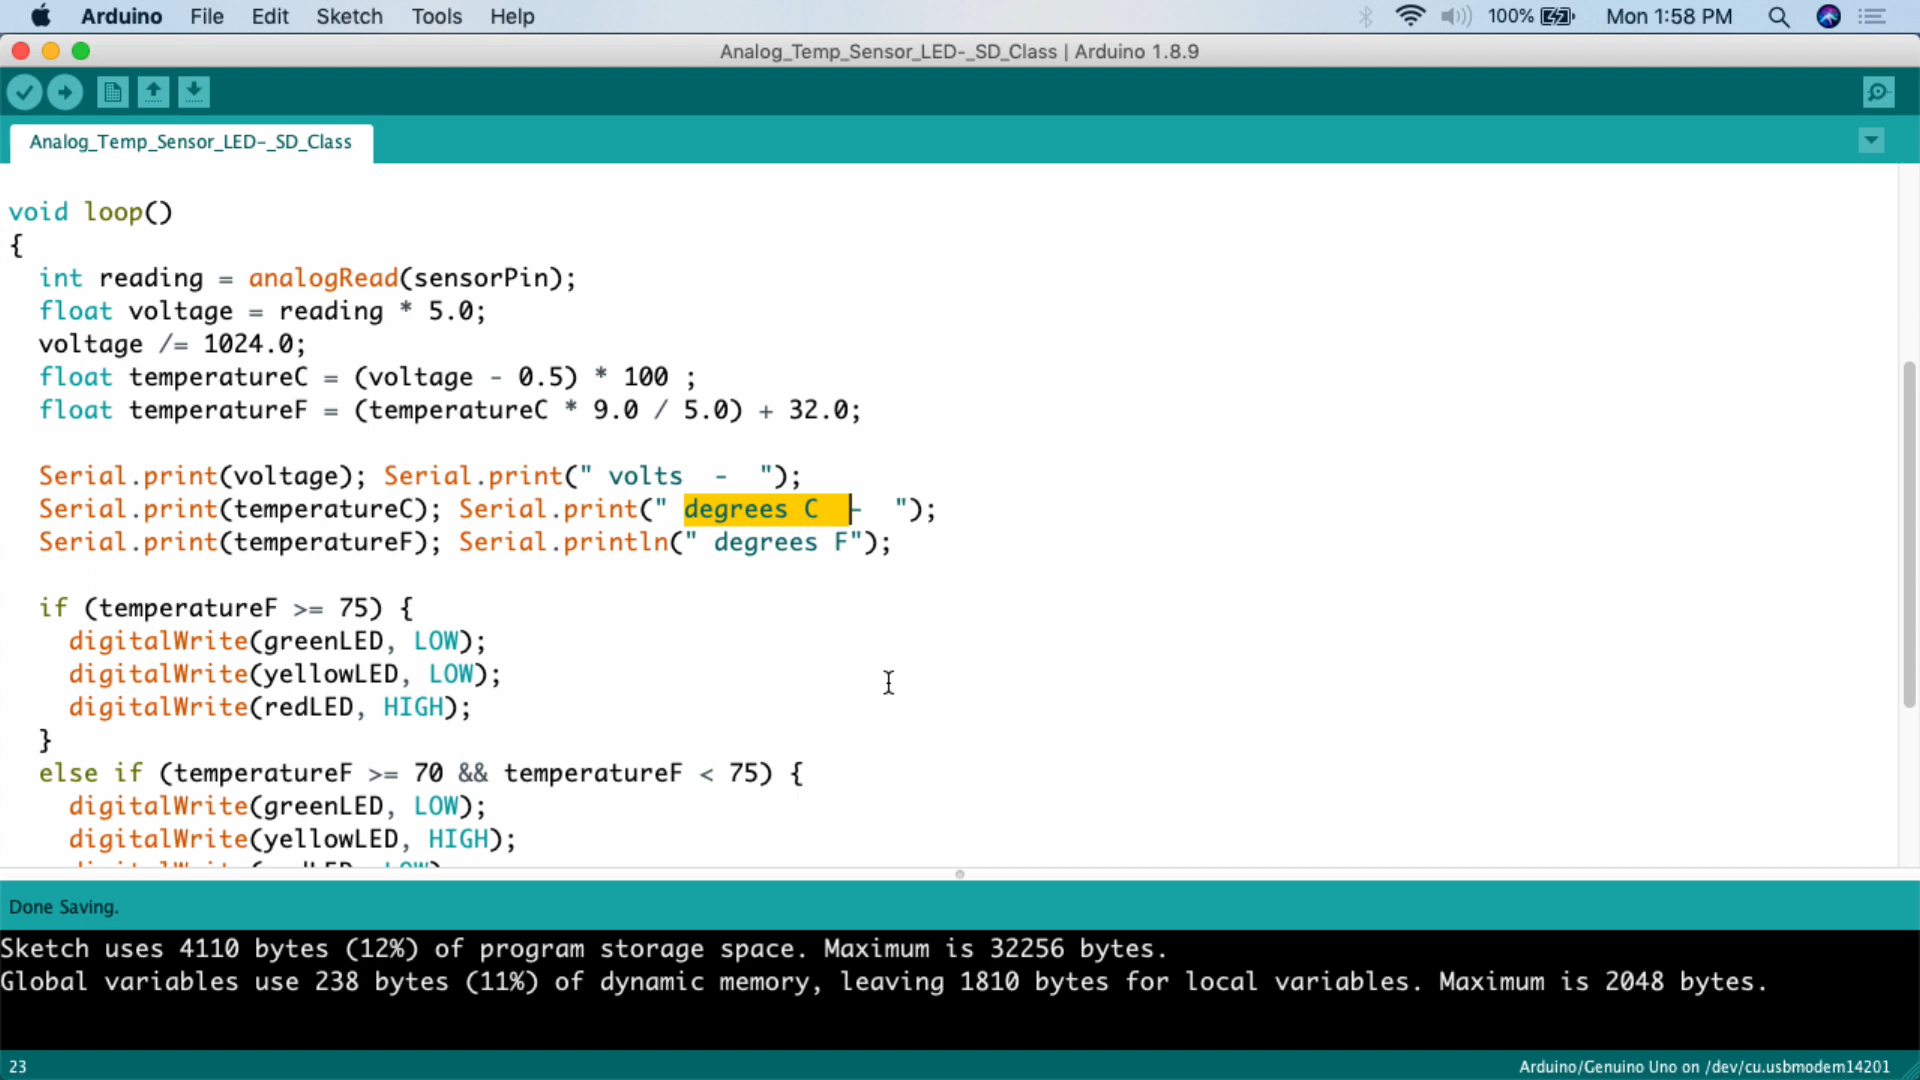 Arduino File Edit Sketch Tools Help 100% Mon 1:58 PM
Analog_Temp_Sensor_LED-_SD_Class | Arduino 1.8.9
Analog_Temp_Sensor_LED-_SD_Class
void loop()
{
  int reading = analogRead(sensorPin);
  float voltage = reading * 5.0;
  voltage /= 1024.0;
  float temperatureC = (voltage - 0.5) * 100 ;
  float temperatureF = (temperatureC * 9.0 / 5.0) + 32.0;
  Serial.print(voltage); Serial.print(" volts  -  ");
  Serial.print(temperatureC); Serial.print(" degrees C  -  ");
  Serial.print(temperatureF); Serial.println(" degrees F");
  if (temperatureF >= 75) {
    digitalWrite(greenLED, LOW);
    digitalWrite(yellowLED, LOW);
    digitalWrite(redLED, HIGH);
  }
  else if (temperatureF >= 70 && temperatureF < 75) {
    digitalWrite(greenLED, LOW);
    digitalWrite(yellowLED, HIGH);
Done Saving.
Sketch uses 4110 bytes (12%) of program storage space. Maximum is 32256 bytes.
Global variables use 238 bytes (11%) of dynamic memory, leaving 1810 bytes for local variables. Maximum is 2048 bytes.
23 Arduino/Genuino Uno on /dev/cu.usbmodem14201